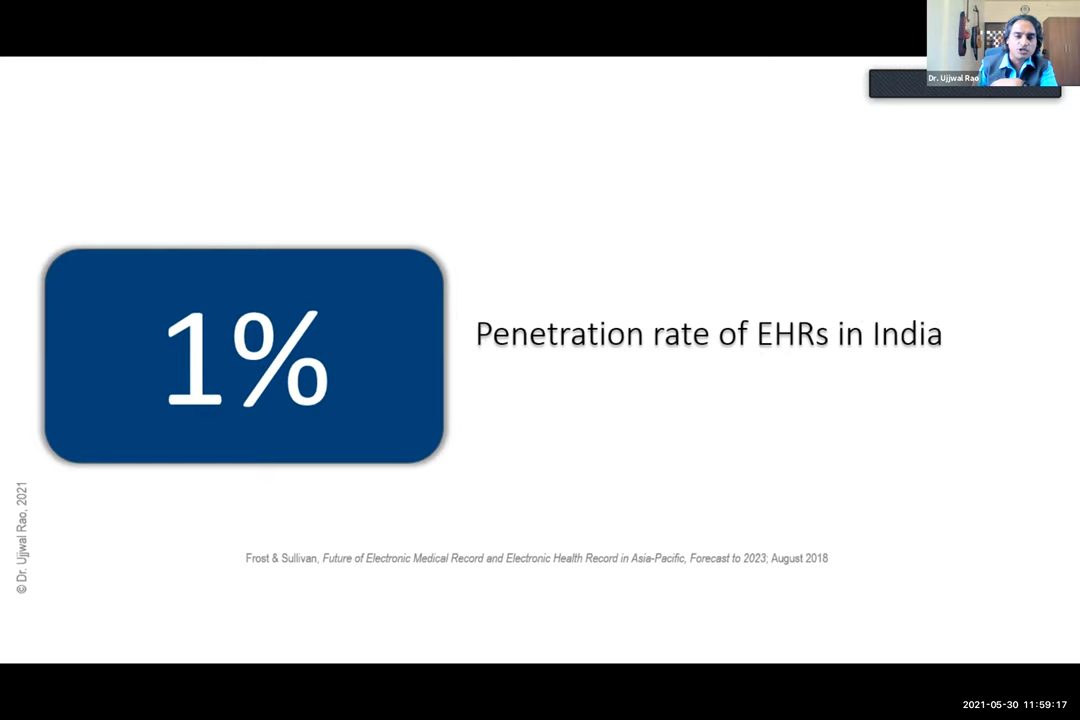 Dr. Ujjwal Rao
1%
Penetration rate of EHRs in India
© Dr. Ujjwal Rao, 2021
Frost & Sullivan, Future of Electronic Medical Record and Electronic Health Record in Asia-Pacific, Forecast to 2023; August 2018
2021-05-30 11:59:17